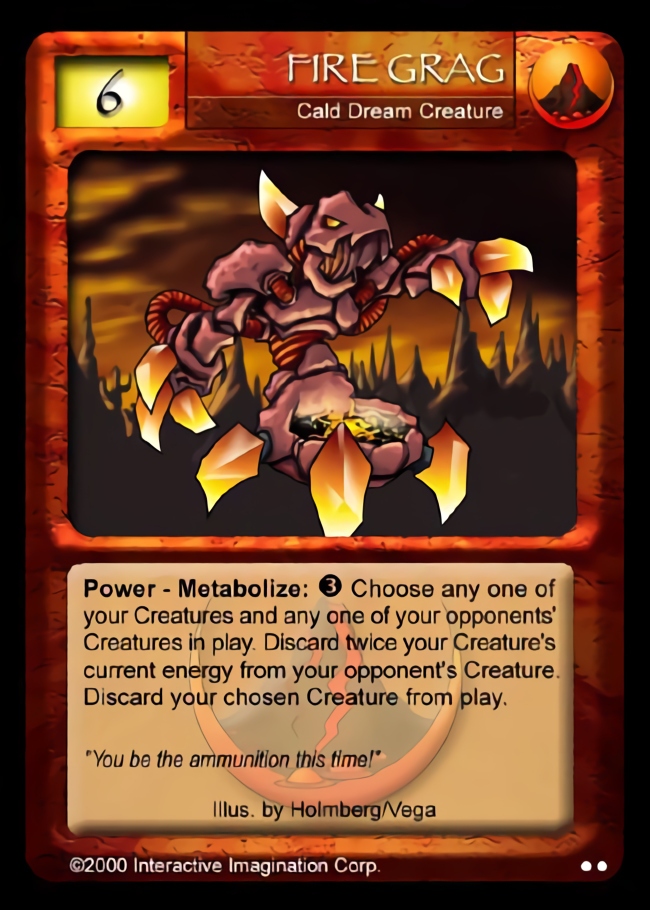 6
FIRE GRAG
Cald Dream Creature
Power - Metabolize: ❸ Choose any one of
your Creatures and any one of your opponents'
Creatures in play. Discard twice your Creature's
current energy from your opponent's Creature.
Discard your chosen Creature from play.
"You be the ammunition this time!"
Illus. by Holmberg/Vega
©2000 Interactive Imagination Corp.